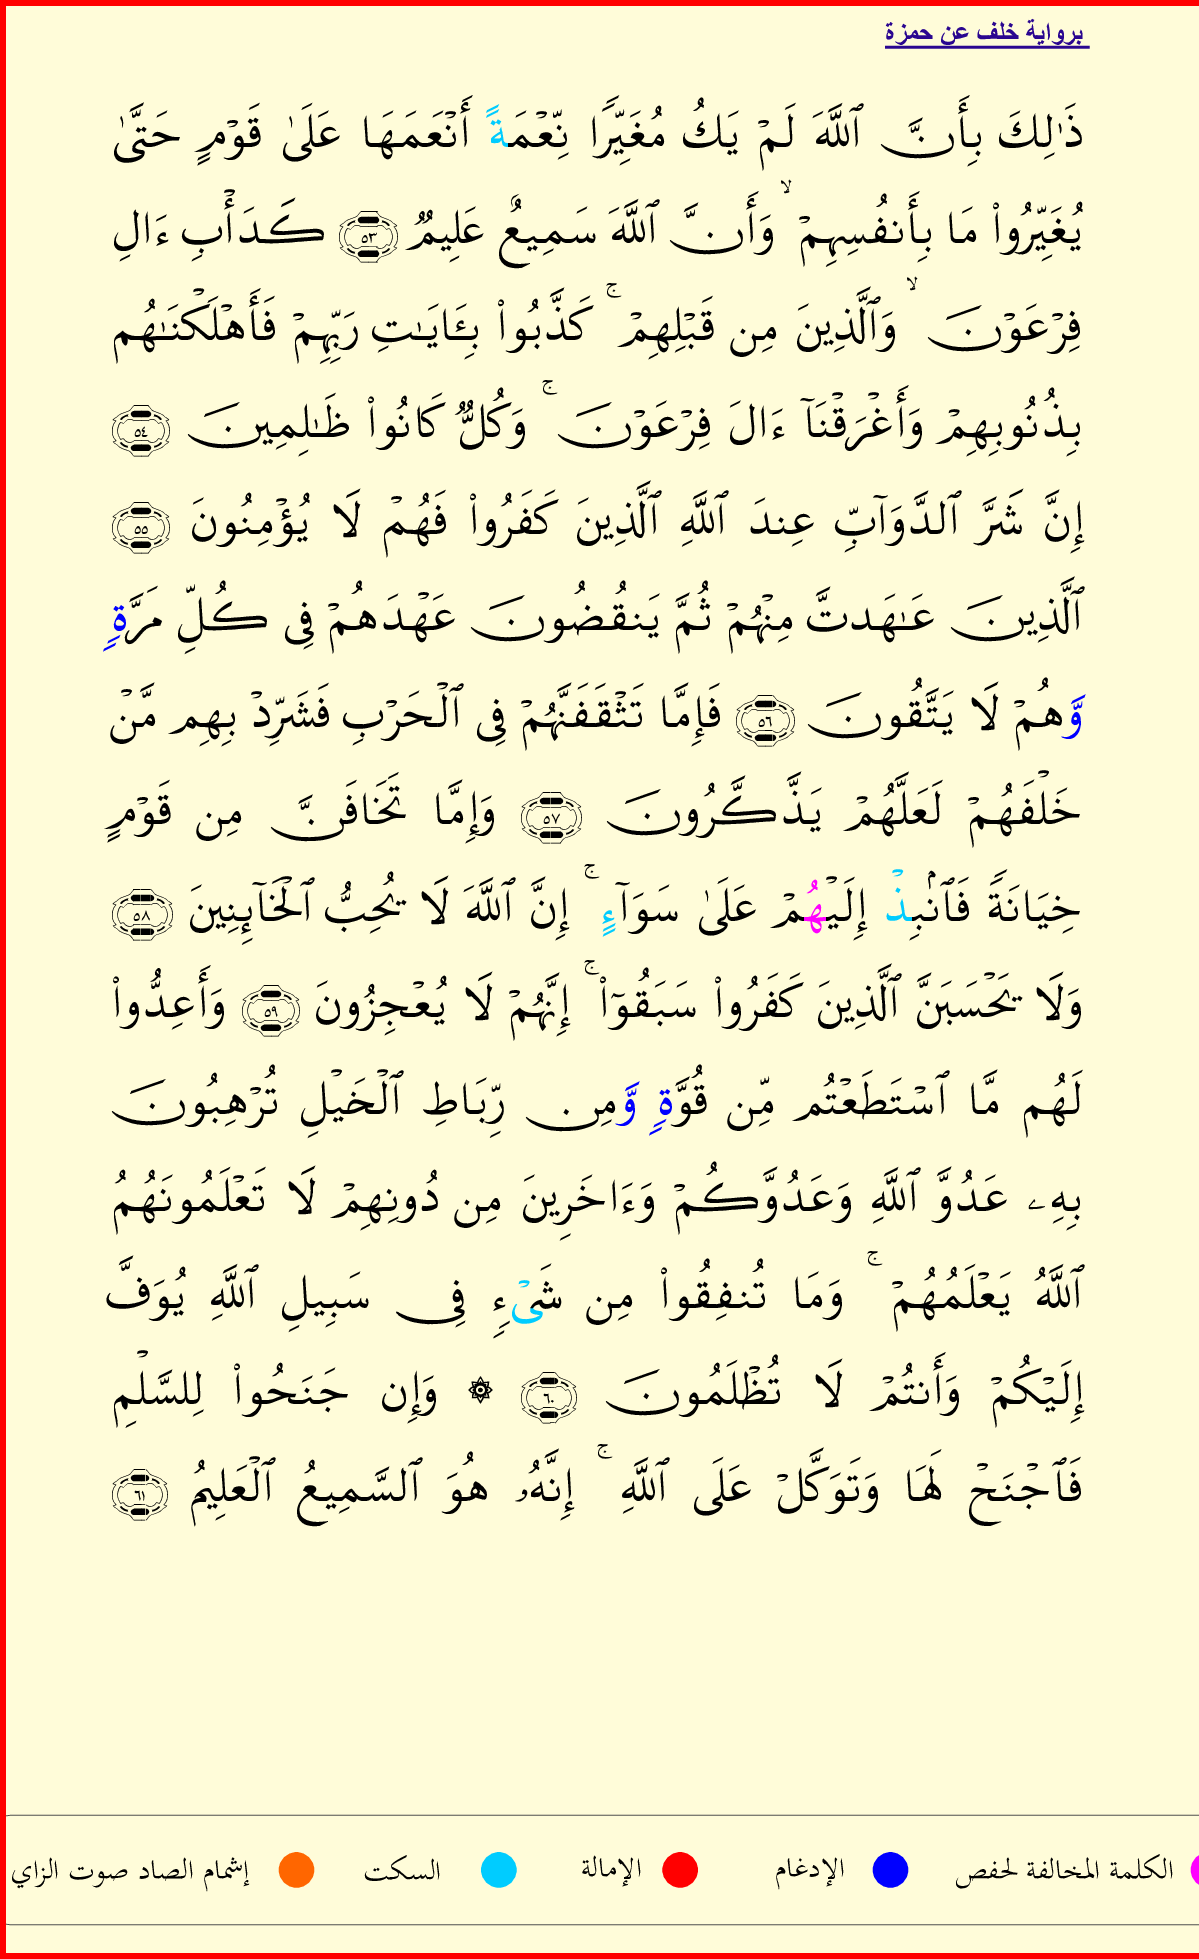 برواية خلف عن حمزة
ذَٰلِكَ بِأَنَّ ٱللَّهَ لَمْ يَكُ مُغَيِّرًا نِّعْمَةً أَنْعَمَهَا عَلَىٰ قَوْمٍ حَتَّىٰ
يُغَيِّرُوا۟ مَا بِأَنفُسِهِمْ ۙ وَأَنَّ ٱللَّهَ سَمِيعٌ عَلِيمٌ ٥٣ كَدَأْبِ ءَالِ
فِرْعَوْنَ ۙ وَٱلَّذِينَ مِن قَبْلِهِمْ ۚ كَذَّبُوا۟ بِـَٔايَـٰتِ رَبِّهِمْ فَأَهْلَكْنَـٰهُم
بِذُنُوبِهِمْ وَأَغْرَقْنَآ ءَالَ فِرْعَوْنَ ۚ وَكُلٌّ كَانُوا۟ ظَـٰلِمِينَ ٥٤
إِنَّ شَرَّ ٱلدَّوَآبِّ عِندَ ٱللَّهِ ٱلَّذِينَ كَفَرُوا۟ فَهُمْ لَا يُؤْمِنُونَ ٥٥
ٱلَّذِينَ عَـٰهَدتَّ مِنْهُمْ ثُمَّ يَنقُضُونَ عَهْدَهُمْ فِى كُلِّ مَرَّةٍ
وَّهُمْ لَا يَتَّقُونَ ٥٦ فَإِمَّا تَثْقَفَنَّهُمْ فِى ٱلْحَرْبِ فَشَرِّدْ بِهِم مَّنْ
خَلْفَهُمْ لَعَلَّهُمْ يَذَّكَّرُونَ ٥٧ وَإِمَّا تَخَافَنَّ مِن قَوْمٍ
خِيَانَةً فَٱنۢبِذْ إِلَيْهُمْ عَلَىٰ سَوَآءٍ ۚ إِنَّ ٱللَّهَ لَا يُحِبُّ ٱلْخَآئِنِينَ ٥٨
وَلَا يَحْسَبَنَّ ٱلَّذِينَ كَفَرُوا۟ سَبَقُوٓا۟ ۚ إِنَّهُمْ لَا يُعْجِزُونَ ٥٩ وَأَعِدُّوا۟
لَهُم مَّا ٱسْتَطَعْتُم مِّن قُوَّةٍ وَّمِن رِّبَاطِ ٱلْخَيْلِ تُرْهِبُونَ
بِهِۦ عَدُوَّ ٱللَّهِ وَعَدُوَّكُمْ وَءَاخَرِينَ مِن دُونِهِمْ لَا تَعْلَمُونَهُمُ
ٱللَّهُ يَعْلَمُهُمْ ۚ وَمَا تُنفِقُوا۟ مِن شَىْءٍ فِى سَبِيلِ ٱللَّهِ يُوَفَّ
إِلَيْكُمْ وَأَنتُمْ لَا تُظْلَمُونَ ٦٠ ۞ وَإِن جَنَحُوا۟ لِلسَّلْمِ
فَٱجْنَحْ لَهَا وَتَوَكَّلْ عَلَى ٱللَّهِ ۚ إِنَّهُۥ هُوَ ٱلسَّمِيعُ ٱلْعَلِيمُ ٦١
الكلمة المخالفة لحفص الإدغام الإمالة السكت إشمام الصاد صوت الزاي